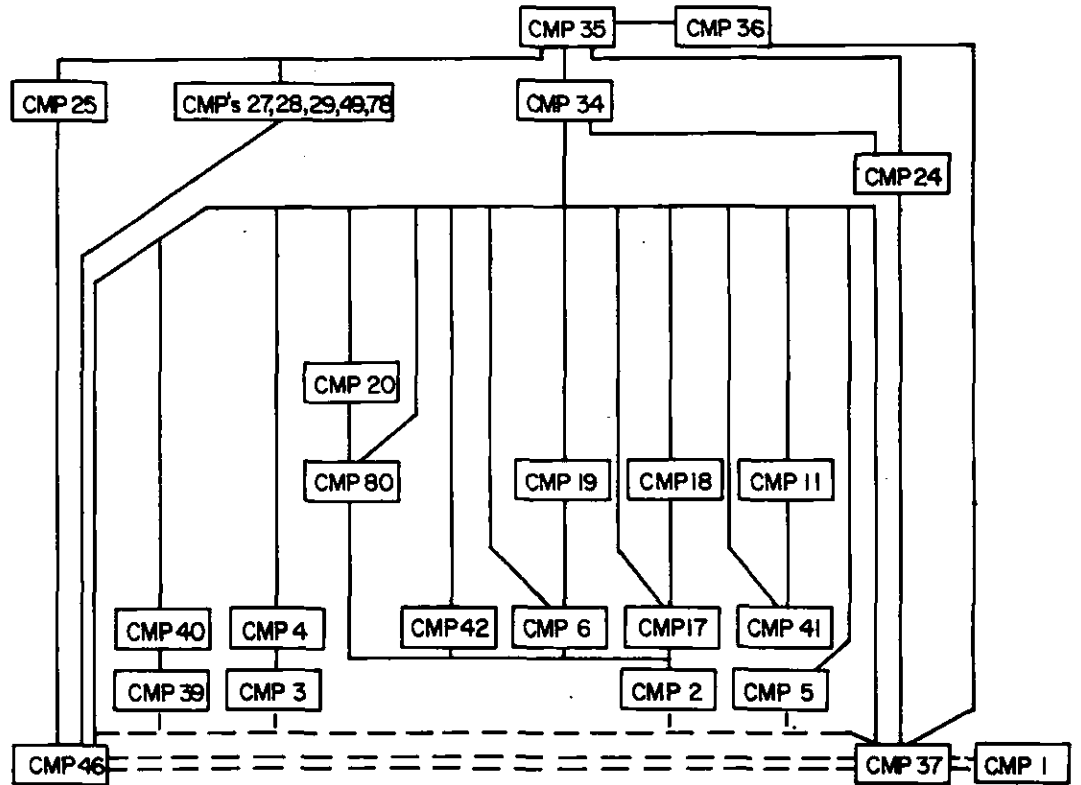 CMP 35
CMP 36
CMP 25
CMP's 27,28,29,49,78
CMP 34
CMP 24
CMP 20
CMP 80
CMP 19
CMP 18
CMP 11
CMP 40
CMP 4
CMP 42
CMP 6
CMP 17
CMP 41
CMP 39
CMP 3
CMP 2
CMP 5
CMP 46
CMP 37
CMP 1